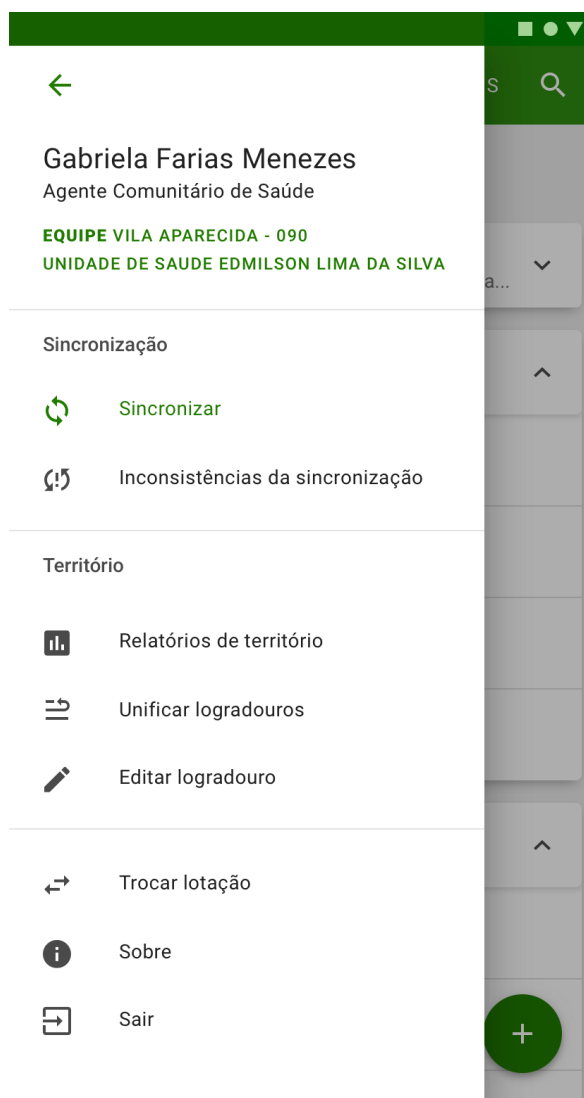 S
Gabriela Farias Menezes
Agente Comunitário de Saúde
EQUIPE VILA APARECIDA - 090
UNIDADE DE SAUDE EDMILSON LIMA DA SILVA
a...
Sincronização
Sincronizar
Inconsistências da sincronização
Território
Relatórios de território
Unificar logradouros
Editar logradouro
Trocar lotação
Sobre
Sair